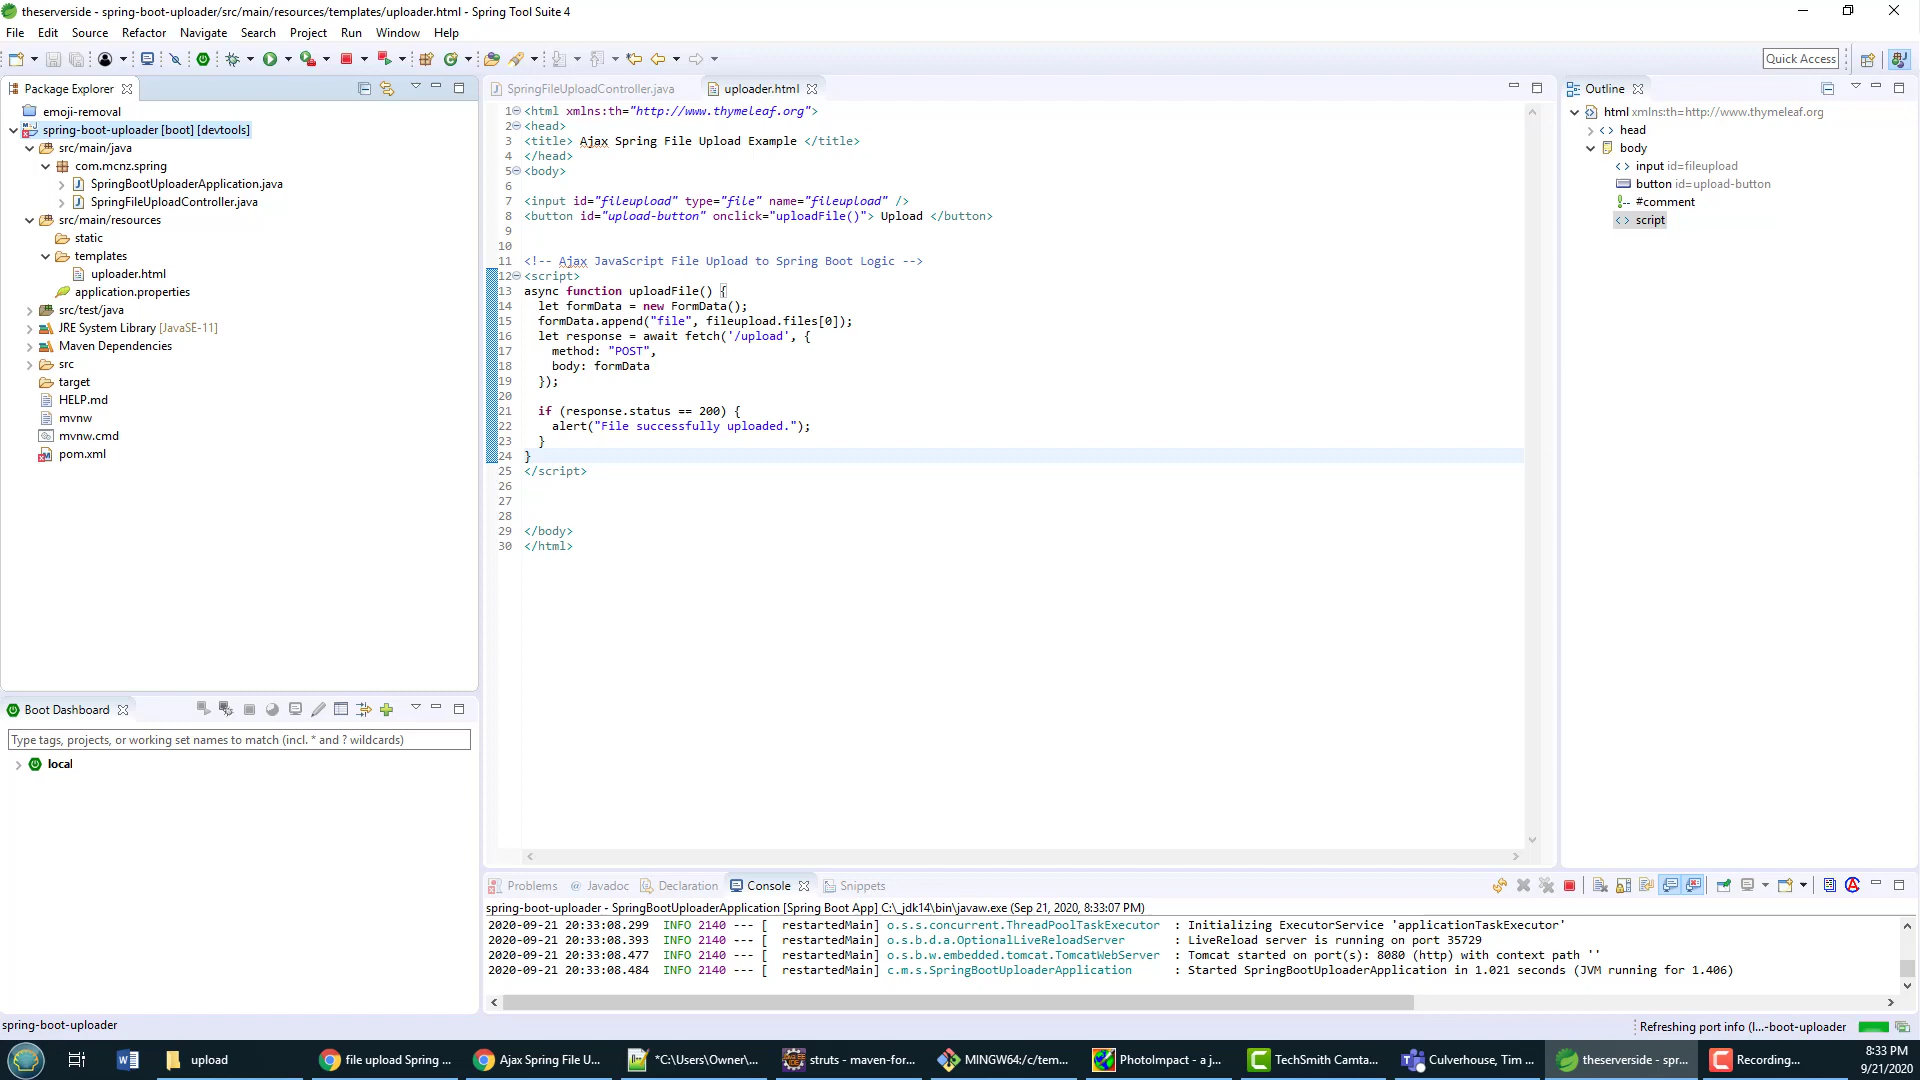 theserverside - spring-boot-uploader/src/main/resources/templates/uploader.html - Spring Tool Suite 4
File Edit Source Refactor Navigate Search Project Run Window Help
Quick Access
Package Explorer
emoji-removal
spring-boot-uploader [boot] [devtools]
src/main/java
com.mcnz.spring
SpringBootUploaderApplication.java
SpringFileUploadController.java
src/main/resources
static
templates
uploader.html
application.properties
src/test/java
JRE System Library [JavaSE-11]
Maven Dependencies
src
target
HELP.md
mvnw
mvnw.cmd
pom.xml
Boot Dashboard
Type tags, projects, or working set names to match (incl. * and ? wildcards)
local
SpringFileUploadController.java
uploader.html
1 <html xmlns:th="http://www.thymeleaf.org">
2 <head>
3 <title> Ajax Spring File Upload Example </title>
4 </head>
5 <body>
6
7 <input id="fileupload" type="file" name="fileupload" />
8 <button id="upload-button" onclick="uploadFile()"> Upload </button>
9
10
11 <!-- Ajax JavaScript File Upload to Spring Boot Logic -->
12 <script>
13 async function uploadFile() {
14 let formData = new FormData();
15 formData.append("file", fileupload.files[0]);
16 let response = await fetch('/upload', {
17 method: "POST",
18 body: formData
19 });
20
21 if (response.status == 200) {
22 alert("File successfully uploaded.");
23 }
24 }
25 </script>
26
27
28
29 </body>
30 </html>
Outline
html xmlns:th=http://www.thymeleaf.org
head
body
input id=fileupload
button id=upload-button
#comment
script
Problems @ Javadoc Declaration Console Snippets
spring-boot-uploader - SpringBootUploaderApplication [Spring Boot App] C:\_jdk14\bin\javaw.exe (Sep 21, 2020, 8:33:07 PM)
2020-09-21 20:33:08.299 INFO 2140 --- [ restartedMain] o.s.s.concurrent.ThreadPoolTaskExecutor : Initializing ExecutorService 'applicationTaskExecutor'
2020-09-21 20:33:08.393 INFO 2140 --- [ restartedMain] o.s.b.d.a.OptionalLiveReloadServer : LiveReload server is running on port 35729
2020-09-21 20:33:08.477 INFO 2140 --- [ restartedMain] o.s.b.w.embedded.tomcat.TomcatWebServer : Tomcat started on port(s): 8080 (http) with context path ''
2020-09-21 20:33:08.484 INFO 2140 --- [ restartedMain] c.m.s.SpringBootUploaderApplication : Started SpringBootUploaderApplication in 1.021 seconds (JVM running for 1.406)
spring-boot-uploader
Refreshing port info (l...-boot-uploader
upload
file upload Spring ...
Ajax Spring File U...
*C:\Users\Owner\...
struts - maven-for...
MINGW64:/c/tem...
PhotoImpact - a j...
TechSmith Camta...
Culverhouse, Tim ...
theserverside - spr...
Recording...
8:33 PM
9/21/2020